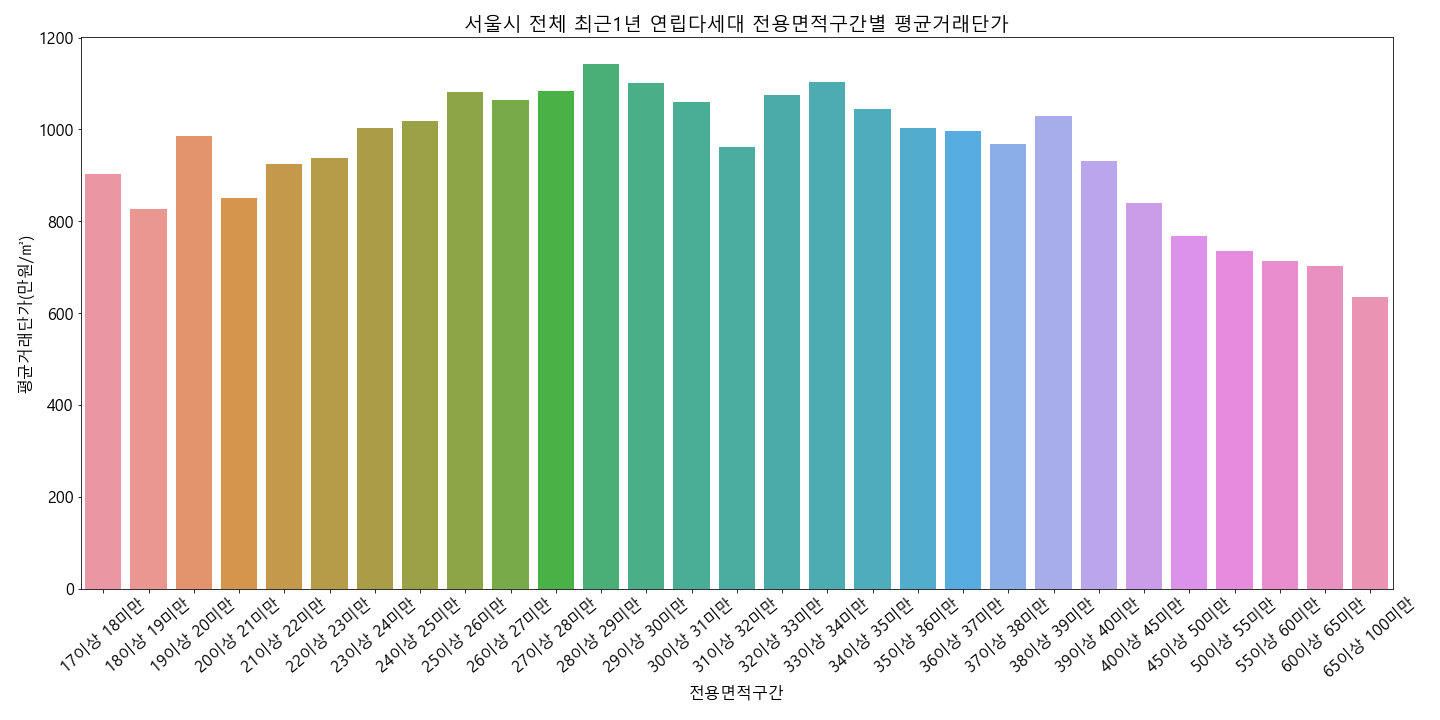 서울시 전체 최근1년 연립다세대 전용면적구간별 평균거래단가
평균거래단가(만원/㎡)
1200
1000
800
600
400
200
0
17이상 18미만
18이상 19미만
19이상 20미만
20이상 21미만
21이상 22미만
22이상 23미만
23이상 24미만
24이상 25미만
25이상 26미만
26이상 27미만
27이상 28미만
28이상 29미만
29이상 30미만
30이상 31미만
31이상 32미만
32이상 33미만
33이상 34미만
34이상 35미만
35이상 36미만
36이상 37미만
37이상 38미만
38이상 39미만
39이상 40미만
40이상 45미만
45이상 50미만
50이상 55미만
55이상 60미만
60이상 65미만
65이상 100미만
전용면적구간